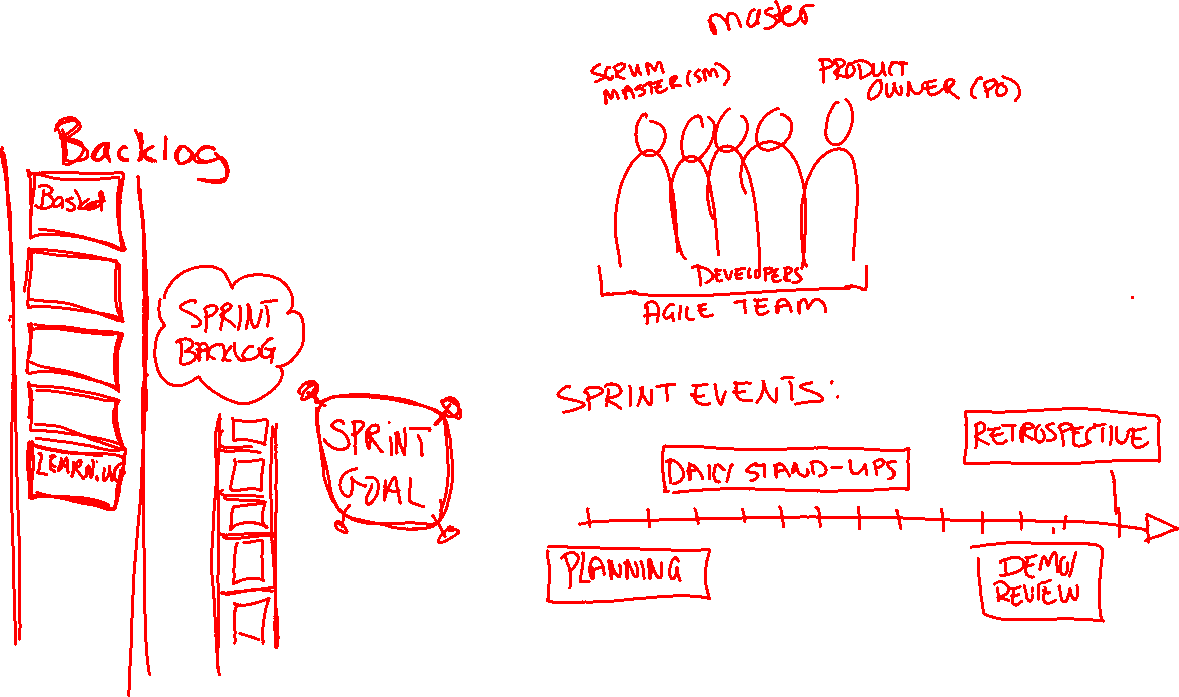 master
SCRUM
MASTER (SM)
PRODUCT
OWNER (PO)
Backlog
Basket
LEARNING
SPRINT
BACKLOG
SPRiNT
GOAL
DEVELOPERS
AGILE TEAM
SPRINT EVENTS:
RETROSPECTIVE
DAILY STAND-UPS
PLANNING
DEMO/
REVIEW